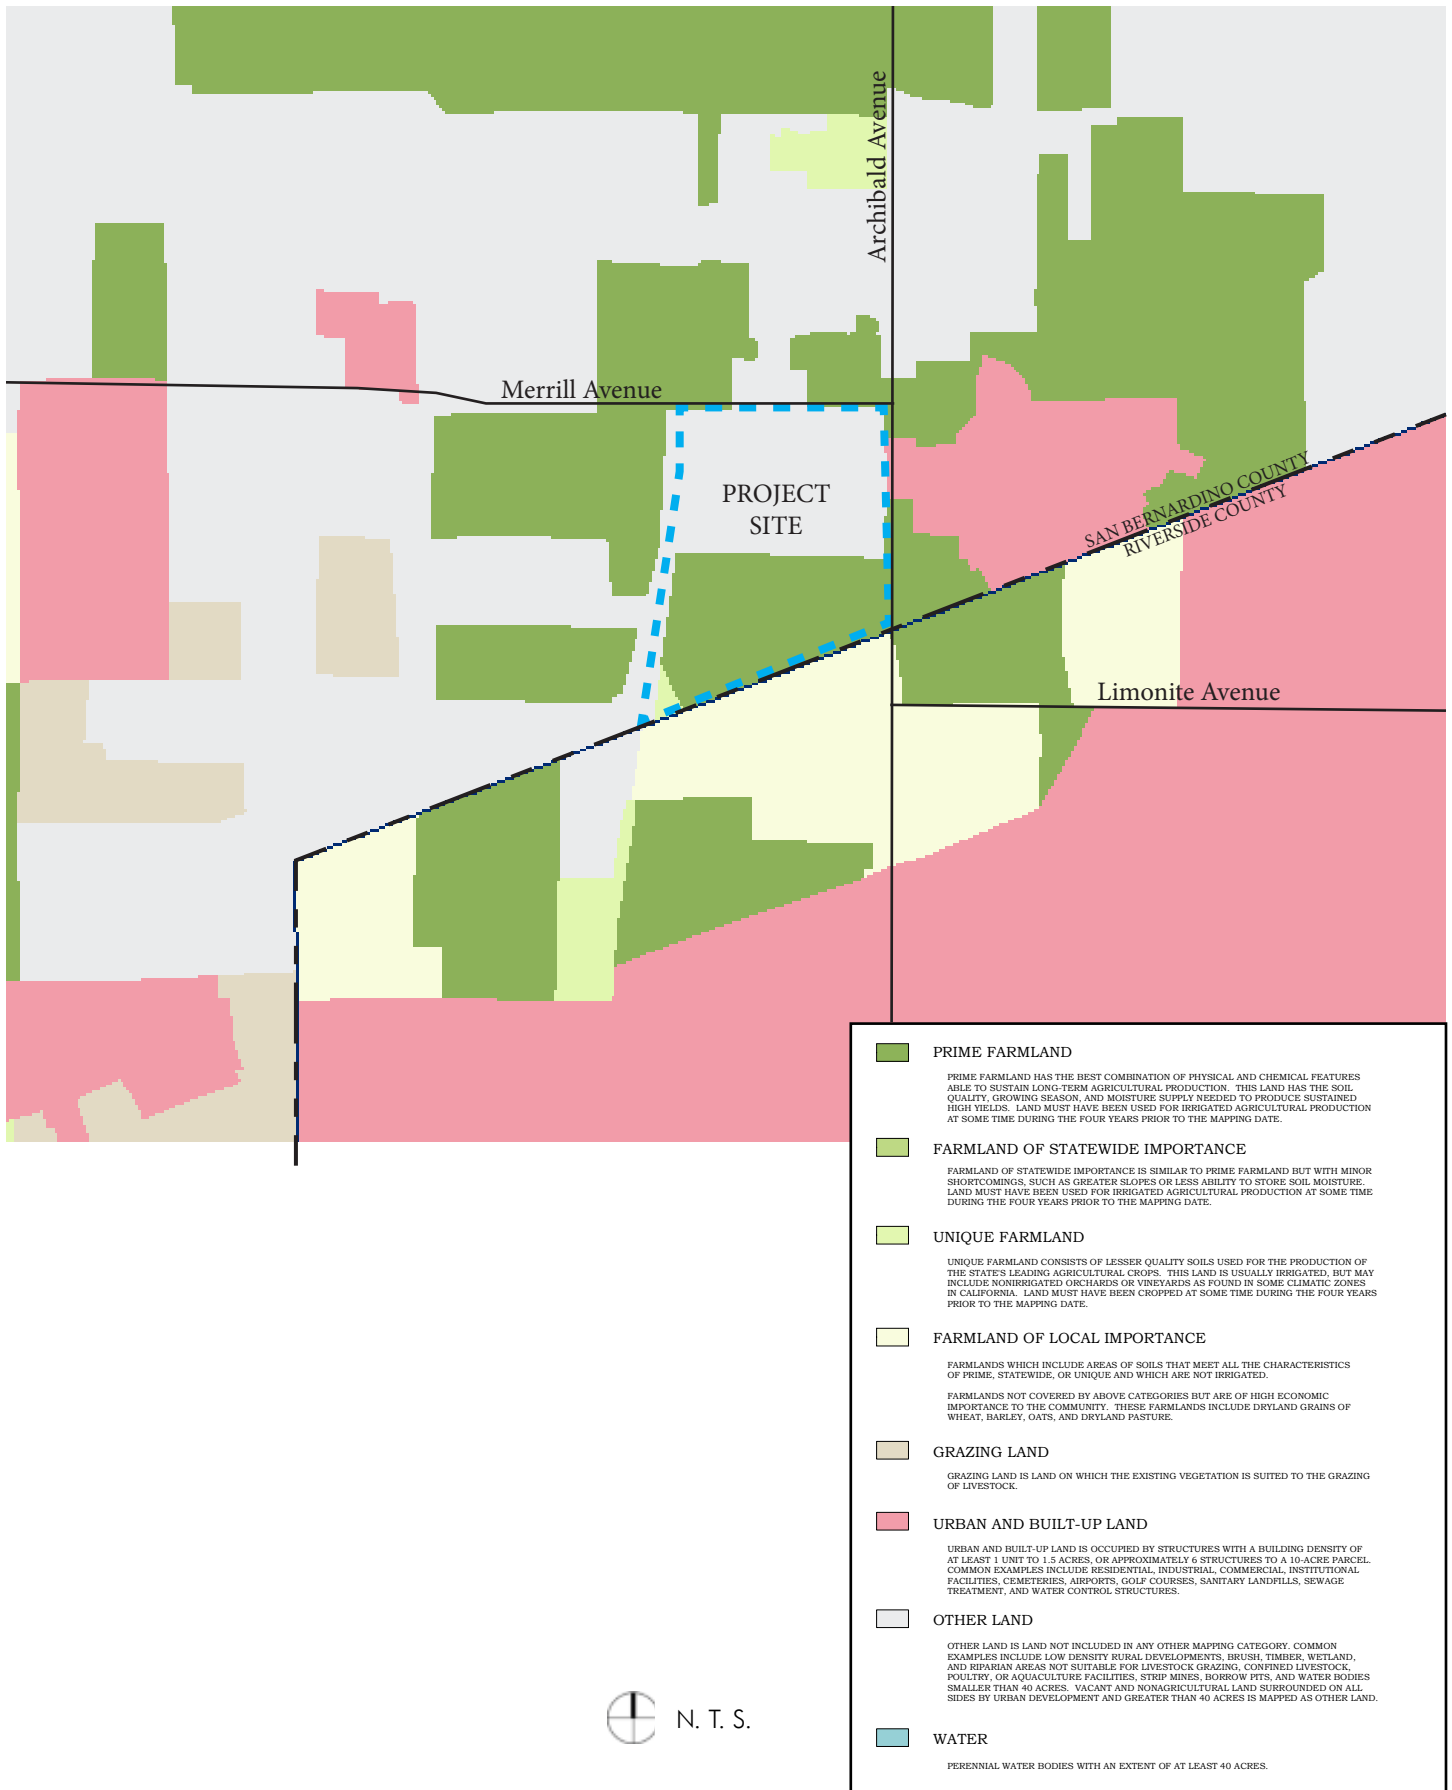 Archibald Avenue
Merrill Avenue
PROJECT
SITE
SAN BERNARDINO COUNTY
RIVERSIDE COUNTY
Limonite Avenue
PRIME FARMLAND
PRIME FARMLAND HAS THE BEST COMBINATION OF PHYSICAL AND CHEMICAL FEATURES
ABLE TO SUSTAIN LONG-TERM AGRICULTURAL PRODUCTION. THIS LAND HAS THE SOIL
QUALITY, GROWING SEASON, AND MOISTURE SUPPLY NEEDED TO PRODUCE SUSTAINED
HIGH YIELDS. LAND MUST HAVE BEEN USED FOR IRRIGATED AGRICULTURAL PRODUCTION
AT SOME TIME DURING THE FOUR YEARS PRIOR TO THE MAPPING DATE.
FARMLAND OF STATEWIDE IMPORTANCE
FARMLAND OF STATEWIDE IMPORTANCE IS SIMILAR TO PRIME FARMLAND BUT WITH MINOR
SHORTCOMINGS, SUCH AS GREATER SLOPES OR LESS ABILITY TO STORE SOIL MOISTURE.
LAND MUST HAVE BEEN USED FOR IRRIGATED AGRICULTURAL PRODUCTION AT SOME TIME
DURING THE FOUR YEARS PRIOR TO THE MAPPING DATE.
UNIQUE FARMLAND
UNIQUE FARMLAND CONSISTS OF LESSER QUALITY SOILS USED FOR THE PRODUCTION OF
THE STATE'S LEADING AGRICULTURAL CROPS. THIS LAND IS USUALLY IRRIGATED, BUT MAY
INCLUDE NONIRRIGATED ORCHARDS OR VINEYARDS AS FOUND IN SOME CLIMATIC ZONES
IN CALIFORNIA. LAND MUST HAVE BEEN CROPPED AT SOME TIME DURING THE FOUR YEARS
PRIOR TO THE MAPPING DATE.
FARMLAND OF LOCAL IMPORTANCE
FARMLANDS WHICH INCLUDE AREAS OF SOILS THAT MEET ALL THE CHARACTERISTICS
OF PRIME, STATEWIDE, OR UNIQUE AND WHICH ARE NOT IRRIGATED.
FARMLANDS NOT COVERED BY ABOVE CATEGORIES BUT ARE OF HIGH ECONOMIC
IMPORTANCE TO THE COMMUNITY. THESE FARMLANDS INCLUDE DRYLAND GRAINS OF
WHEAT, BARLEY, OATS, AND DRYLAND PASTURE.
GRAZING LAND
GRAZING LAND IS LAND ON WHICH THE EXISTING VEGETATION IS SUITED TO THE GRAZING
OF LIVESTOCK.
URBAN AND BUILT-UP LAND
URBAN AND BUILT-UP LAND IS OCCUPIED BY STRUCTURES WITH A BUILDING DENSITY OF
AT LEAST 1 UNIT TO 1.5 ACRES, OR APPROXIMATELY 6 STRUCTURES TO A 10-ACRE PARCEL.
COMMON EXAMPLES INCLUDE RESIDENTIAL, INDUSTRIAL, COMMERCIAL, INSTITUTIONAL
FACILITIES, CEMETERIES, AIRPORTS, GOLF COURSES, SANITARY LANDFILLS, SEWAGE
TREATMENT, AND WATER CONTROL STRUCTURES.
OTHER LAND
OTHER LAND IS LAND NOT INCLUDED IN ANY OTHER MAPPING CATEGORY. COMMON
EXAMPLES INCLUDE LOW DENSITY RURAL DEVELOPMENTS, BRUSH, TIMBER, WETLAND,
AND RIPARIAN AREAS NOT SUITABLE FOR LIVESTOCK GRAZING, CONFINED LIVESTOCK,
POULTRY, OR AQUACULTURE FACILITIES, STRIP MINES, BORROW PITS, AND WATER BODIES
SMALLER THAN 40 ACRES. VACANT AND NONAGRICULTURAL LAND SURROUNDED ON ALL
SIDES BY URBAN DEVELOPMENT AND GREATER THAN 40 ACRES IS MAPPED AS OTHER LAND.
WATER
PERENNIAL WATER BODIES WITH AN EXTENT OF AT LEAST 40 ACRES.
N. T. S.